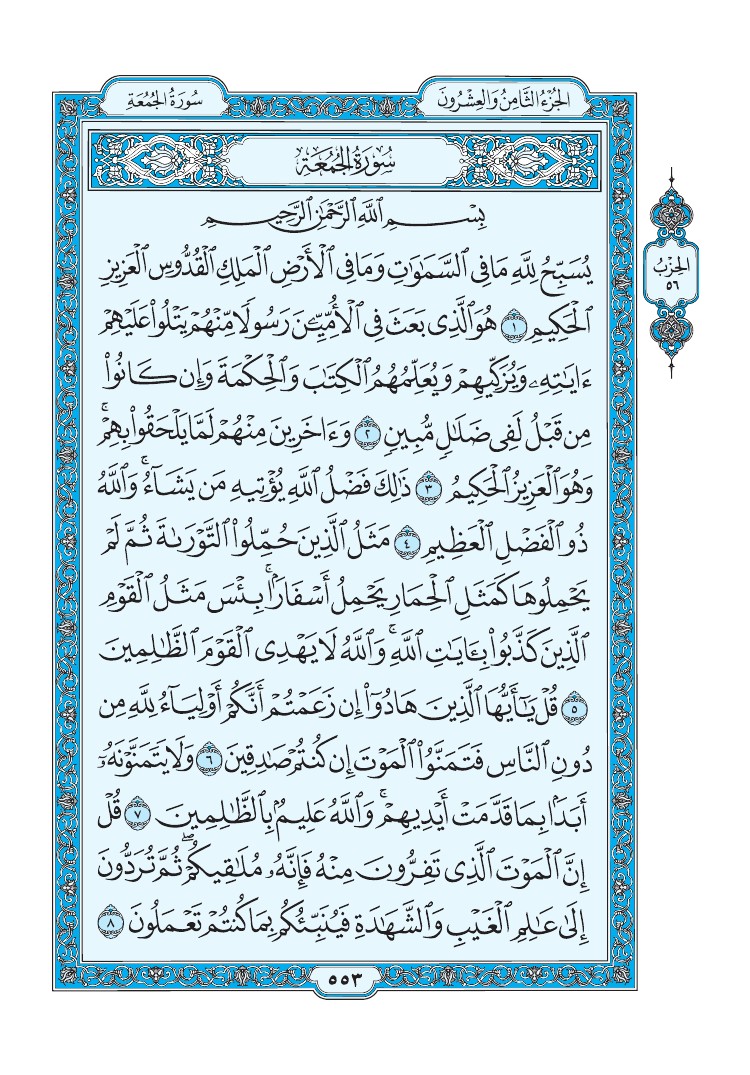 الجُزْءُ الثَّامِنُ وَالعِشْرُونَ
سُورَةُ الجُمُعَةِ
سُورَةُ الجُمُعَةِ
الحِزْبُ
٥٦
بِسْمِ ٱللَّهِ ٱلرَّحْمَٰنِ ٱلرَّحِيمِ
يُسَبِّحُ لِلَّهِ مَا فِي ٱلسَّمَٰوَٰتِ وَمَا فِي ٱلْأَرْضِ ٱلْمَلِكِ ٱلْقُدُّوسِ ٱلْعَزِيزِ
ٱلْحَكِيمِ ١ هُوَ ٱلَّذِي بَعَثَ فِي ٱلْأُمِّيِّـۧنَ رَسُولًا مِّنْهُمْ يَتْلُوا۟ عَلَيْهِمْ
ءَايَٰتِهِۦ وَيُزَكِّيهِمْ وَيُعَلِّمُهُمُ ٱلْكِتَٰبَ وَٱلْحِكْمَةَ وَإِن كَانُوا۟
مِن قَبْلُ لَفِي ضَلَٰلٍ مُّبِينٍ ٢ وَءَاخَرِينَ مِنْهُمْ لَمَّا يَلْحَقُوا۟ بِهِمْ ۚ
وَهُوَ ٱلْعَزِيزُ ٱلْحَكِيمُ ٣ ذَٰلِكَ فَضْلُ ٱللَّهِ يُؤْتِيهِ مَن يَشَآءُ ۚ وَٱللَّهُ
ذُو ٱلْفَضْلِ ٱلْعَظِيمِ ٤ مَثَلُ ٱلَّذِينَ حُمِّلُوا۟ ٱلتَّوْرَىٰةَ ثُمَّ لَمْ
يَحْمِلُوهَا كَمَثَلِ ٱلْحِمَارِ يَحْمِلُ أَسْفَارًۢا ۚ بِئْسَ مَثَلُ ٱلْقَوْمِ
ٱلَّذِينَ كَذَّبُوا۟ بِـَٔايَٰتِ ٱللَّهِ ۚ وَٱللَّهُ لَا يَهْدِي ٱلْقَوْمَ ٱلظَّٰلِمِينَ
٥ قُلْ يَٰٓأَيُّهَا ٱلَّذِينَ هَادُوٓا۟ إِن زَعَمْتُمْ أَنَّكُمْ أَوْلِيَآءُ لِلَّهِ مِن
دُونِ ٱلنَّاسِ فَتَمَنَّوُا۟ ٱلْمَوْتَ إِن كُنتُمْ صَٰدِقِينَ ٦ وَلَا يَتَمَنَّوْنَهُۥٓ
أَبَدًۢا بِمَا قَدَّمَتْ أَيْدِيهِمْ ۚ وَٱللَّهُ عَلِيمٌۢ بِٱلظَّٰلِمِينَ ٧ قُلْ
إِنَّ ٱلْمَوْتَ ٱلَّذِي تَفِرُّونَ مِنْهُ فَإِنَّهُۥ مُلَٰقِيكُمْ ۖ ثُمَّ تُرَدُّونَ
إِلَىٰ عَٰلِمِ ٱلْغَيْبِ وَٱلشَّهَٰدَةِ فَيُنَبِّئُكُم بِمَا كُنتُمْ تَعْمَلُونَ ٨
٥٥٣